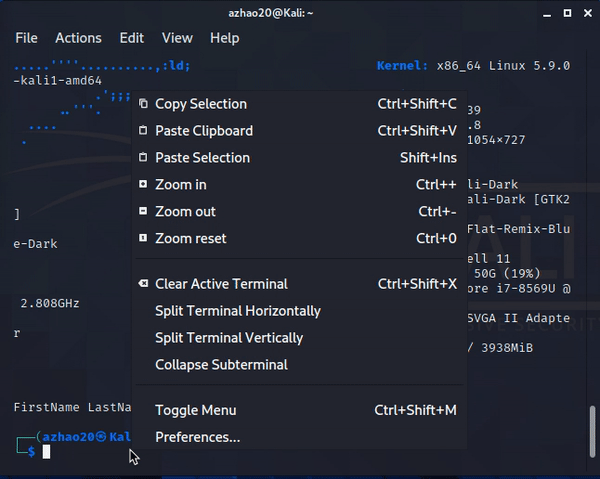 azhao20@Kali: ~
File Actions Edit View Help
.....''''..........,:ld; Kernel: x86_64 Linux 5.9.0
-kali1-amd64
.';;;
..'''. 39
.... .8
. 1054×727
Copy Selection Ctrl+Shift+C
Paste Clipboard Ctrl+Shift+V
Paste Selection Shift+Ins
Zoom in Ctrl++ li-Dark
Zoom out Ctrl+- ali-Dark [GTK2
]
Zoom reset Ctrl+0 Flat-Remix-Blu
e-Dark
ell 11
50G (19%)
Clear Active Terminal Ctrl+Shift+X ore i7-8569U @
2.808GHz
Split Terminal Horizontally SVGA II Adapte
r
Split Terminal Vertically / 3938MiB
Collapse Subterminal
FirstName LastNa
Toggle Menu Ctrl+Shift+M
Preferences...
┌──(azhao20㉿Kal
└─$